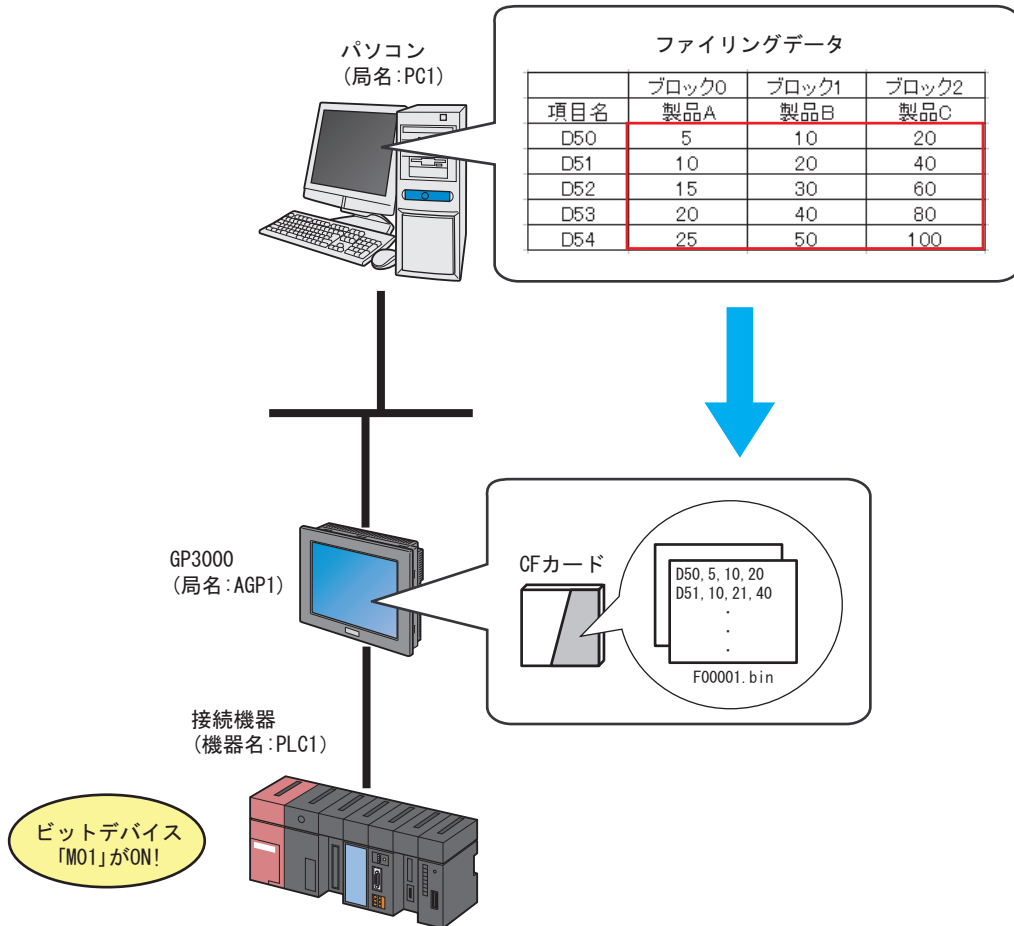 パソコン
(局名:PC1)
ファイリングデータ
ブロック0 ブロック1 ブロック2
項目名 製品A 製品B 製品C
D50 5 10 20
D51 10 20 40
D52 15 30 60
D53 20 40 80
D54 25 50 100
GP3000
(局名:AGP1)
CFカード
D50, 5, 10, 20
D51, 10, 21, 40
.
.
.
F00001.bin
接続機器
(機器名:PLC1)
ビットデバイス
「M01」がON!